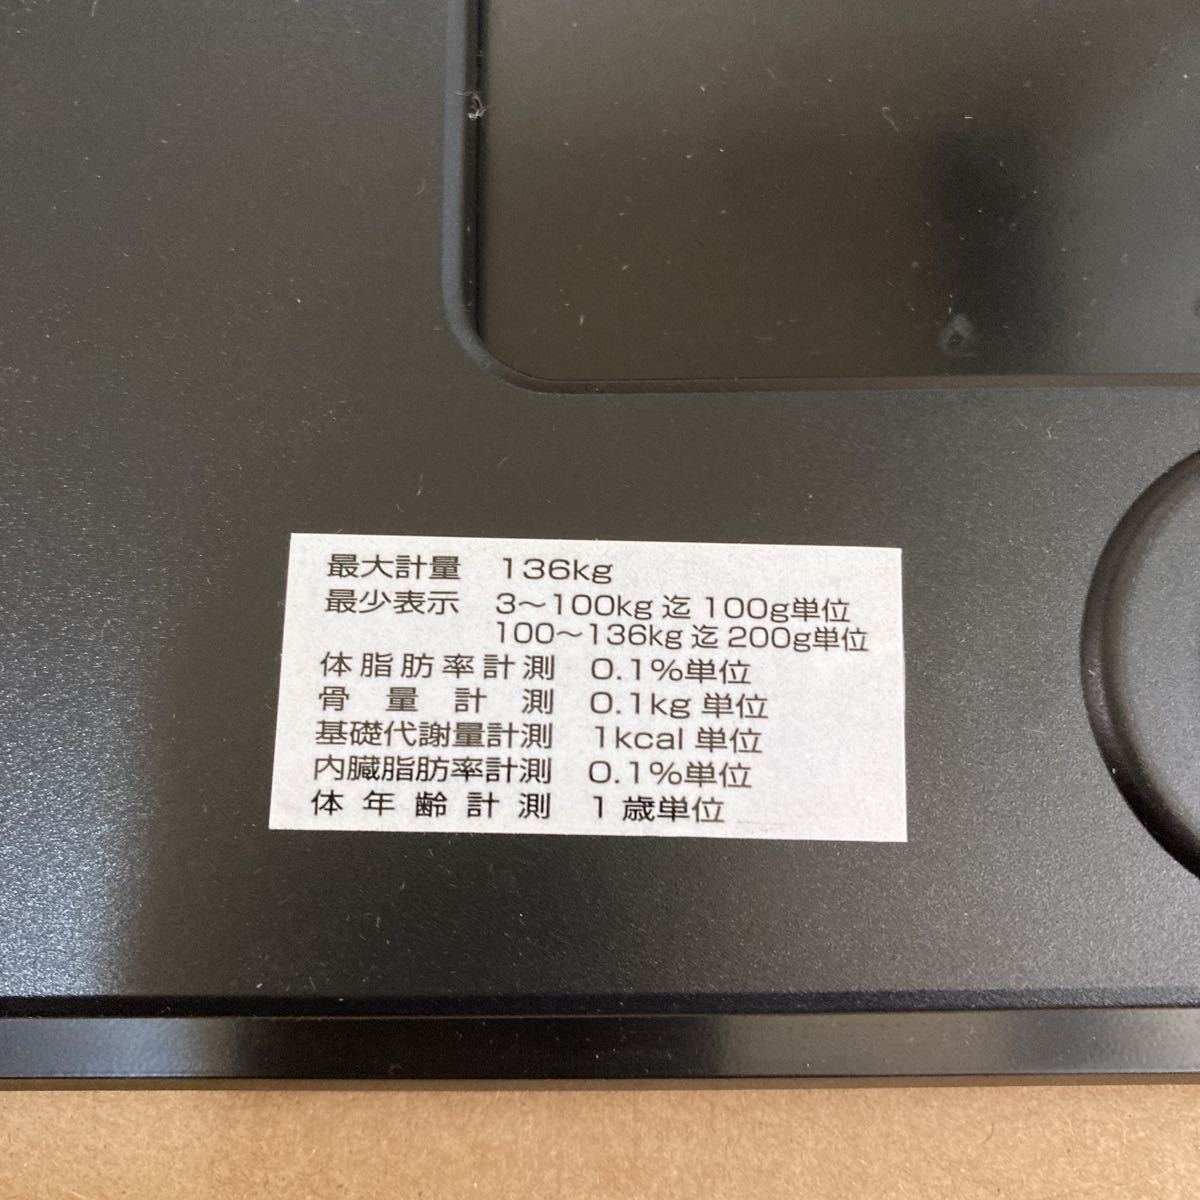 最大計量 136kg
最少表示 3〜100kg 迄 100g単位
100〜136kg 迄 200g単位
体脂肪率計測 0.1%単位
骨量計測 0.1kg 単位
基礎代謝量計測 1kcal 単位
内臓脂肪率計測 0.1%単位
体年齢計測 1歳単位